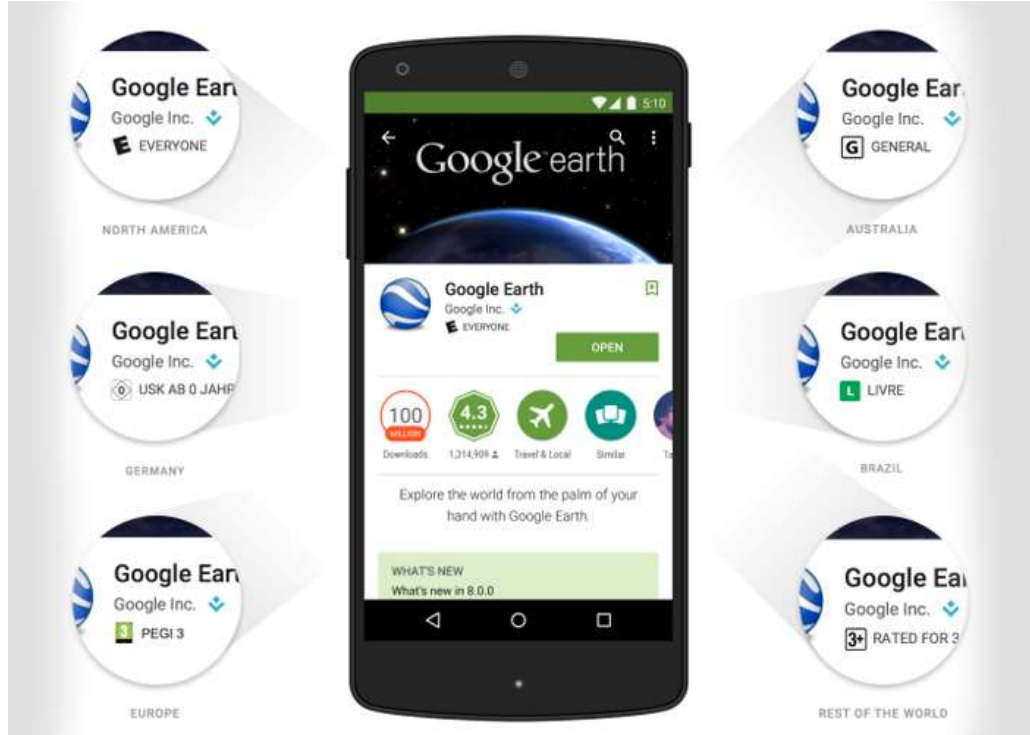 Google Ear
Google Inc.
E EVERYONE
NORTH AMERICA
Google Ear
Google Inc.
0 USK AB 0 JAHR
GERMANY
Google Ear
Google Inc.
3 PEGI 3
EUROPE
5:10
Google earth
Google Earth
Google Inc.
E EVERYONE
OPEN
100
MILLION
Downloads
4.3
1,314,909
Travel & Local
Similar
Ta
Explore the world from the palm of your
hand with Google Earth.
WHAT'S NEW
What's new in 8.0.0
Google Ear
Google Inc.
G GENERAL
AUSTRALIA
Google Ear
Google Inc.
L LIVRE
BRAZIL
Google Ea
Google Inc.
3+ RATED FOR 3
REST OF THE WORLD